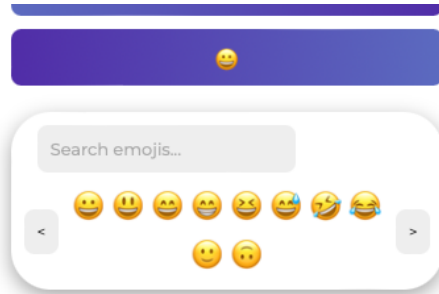 😀
Search emojis...
😀 😃 😄 😁 😆 😅 🤣 😂
<
>
🙂 🙃